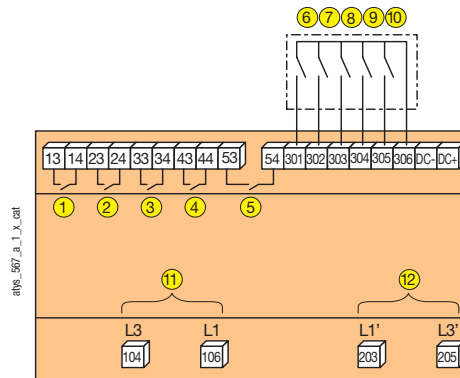 6 7 8 9 10
13 14 23 24 33 34 43 44 53 54 301 302 303 304 305 306 DC- DC+
1 2 3 4 5
atys_567_a_1_x_cat
11 12
L3 L1 L1' L3'
104 106 203 205